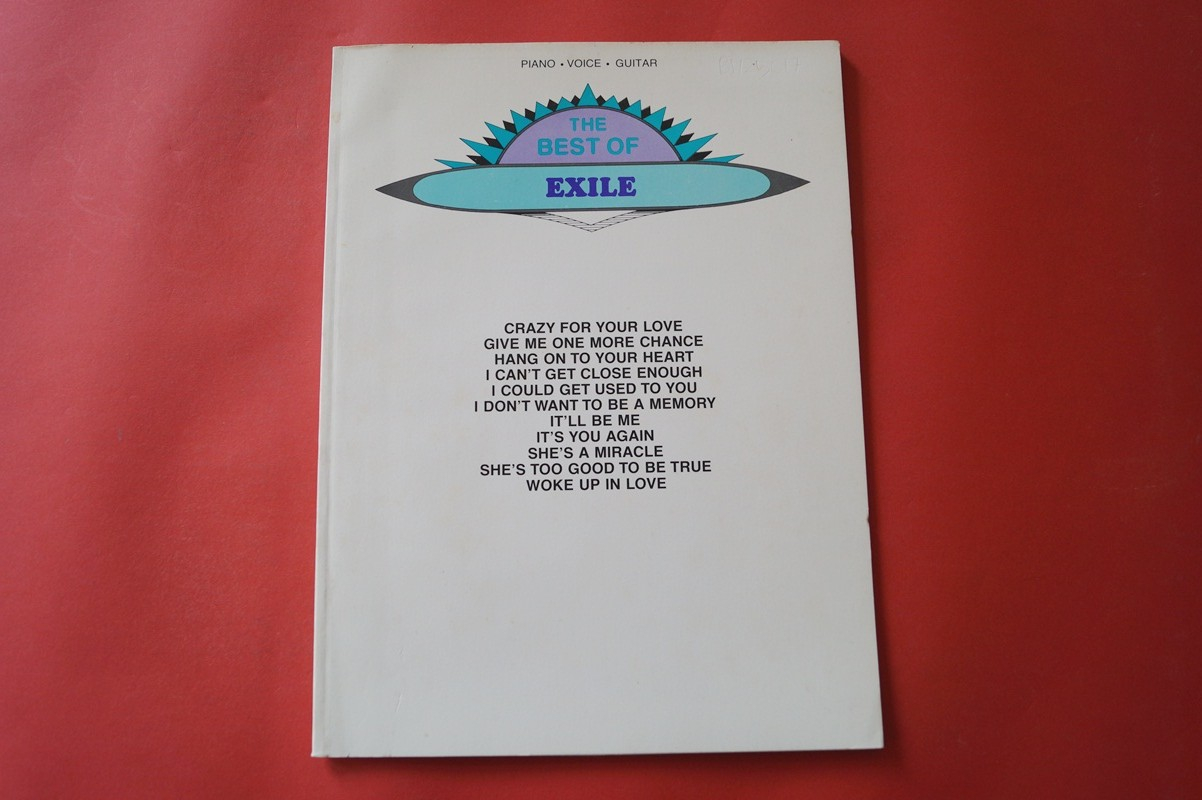 PIANO • VOICE • GUITAR
THE
BEST OF
EXILE
CRAZY FOR YOUR LOVE
GIVE ME ONE MORE CHANCE
HANG ON TO YOUR HEART
I CAN'T GET CLOSE ENOUGH
I COULD GET USED TO YOU
I DON'T WANT TO BE A MEMORY
IT'LL BE ME
IT'S YOU AGAIN
SHE'S A MIRACLE
SHE'S TOO GOOD TO BE TRUE
WOKE UP IN LOVE